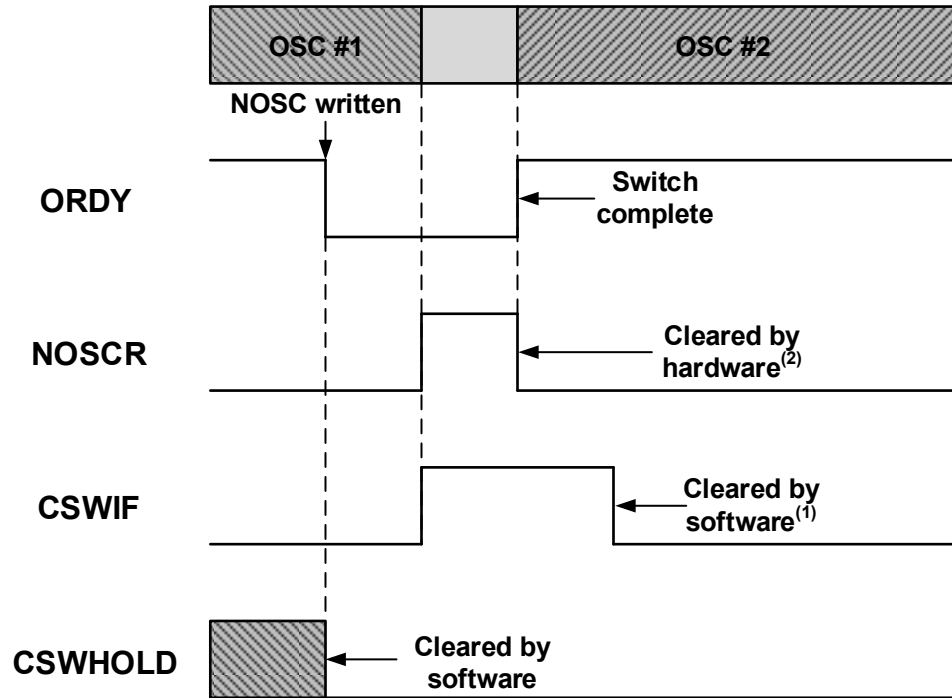 OSC #1
OSC #2
NOSC written
ORDY
Switch
complete
NOSCR
Cleared by
hardware(2)
CSWIF
Cleared by
software(1)
CSWHOLD
Cleared by
software